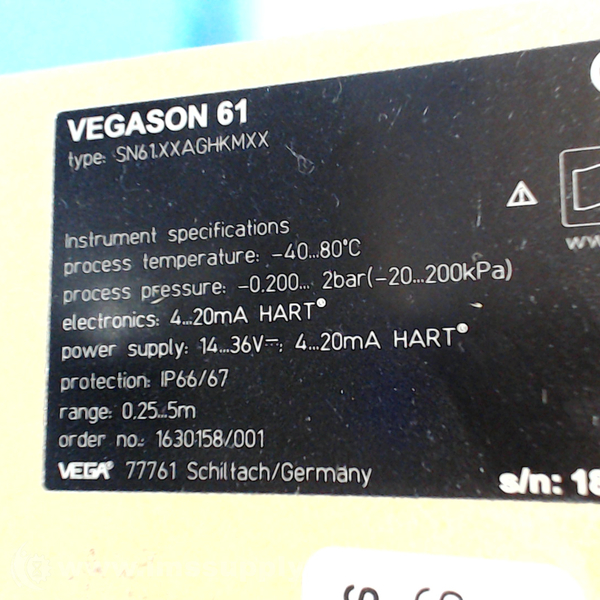 VEGASON 61
type: SN61.XXAGHKMXX
Instrument specifications
process temperature: -40...80°C
process pressure: -0.200... 2bar(-20...200kPa)
electronics: 4...20mA HART®
power supply: 14...36V⎓; 4...20mA HART®
protection: IP66/67
range: 0,25...5m
order no.: 1630158/001
VEGA® 77761 Schiltach/Germany
s/n: 18
ww